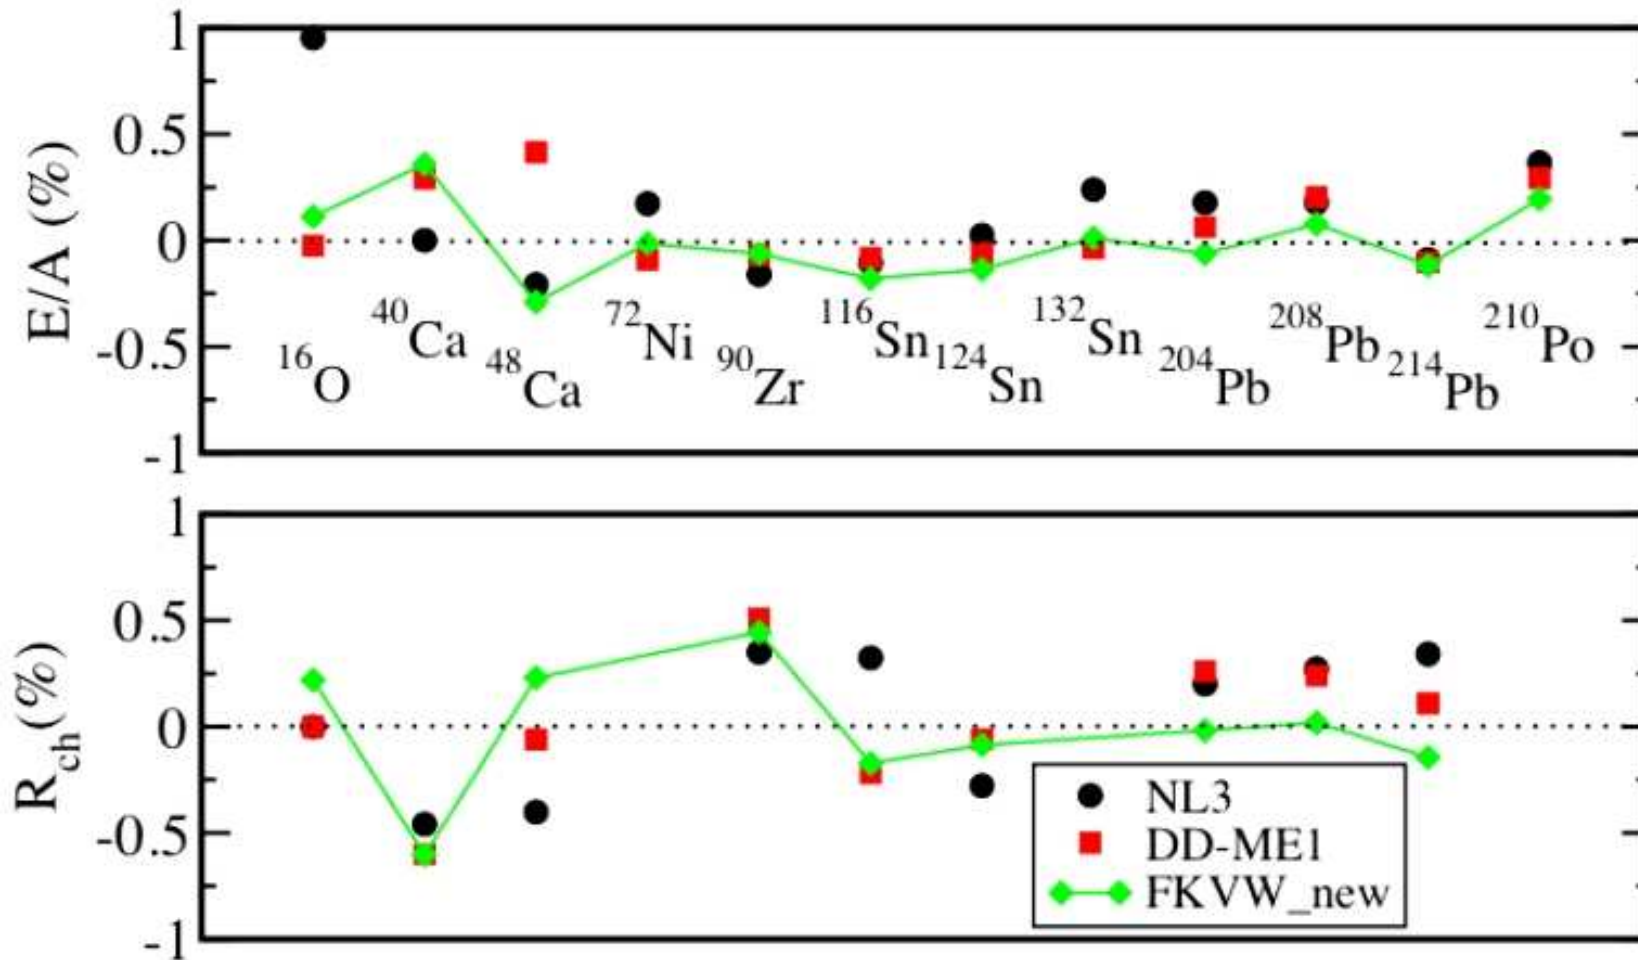 1
0.5
0
-0.5
-1
E/A (%)
16O
40Ca
48Ca
72Ni
90Zr
116Sn
124Sn
132Sn
204Pb
208Pb
214Pb
210Po
1
0.5
0
-0.5
-1
Rch(%)
NL3
DD-ME1
FKVW_new